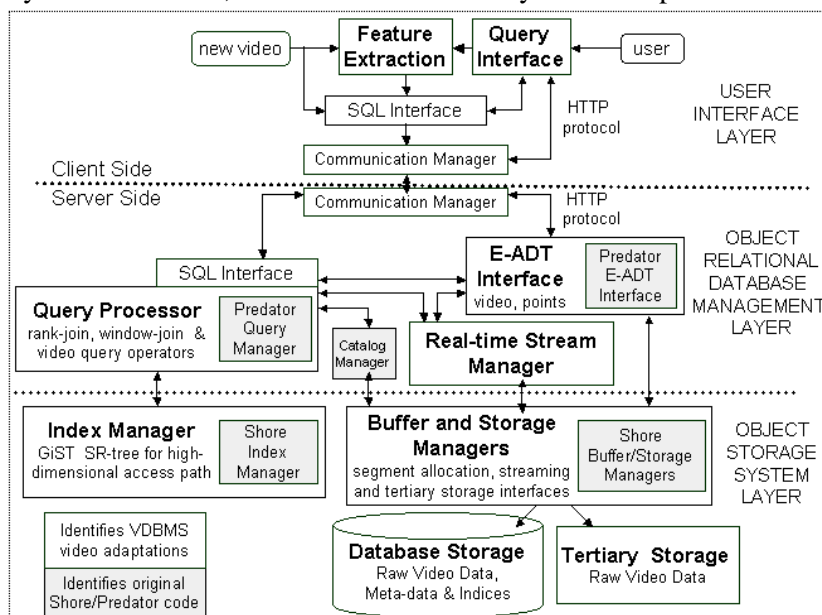 new video
Feature
Extraction
Query
Interface
user
SQL Interface
HTTP
protocol
USER
INTERFACE
LAYER
Communication Manager
Client Side
Server Side
Communication Manager
HTTP
protocol
SQL Interface
E-ADT
Interface
video, points
Predator
E-ADT
Interface
OBJECT
RELATIONAL
DATABASE
MANAGEMENT
LAYER
Query Processor
rank-join, window-join &
video query operators
Predator
Query
Manager
Catalog
Manager
Real-time Stream
Manager
Index Manager
GiST SR-tree for high-
dimensional access path
Shore
Index
Manager
Buffer and Storage
Managers
segment allocation, streaming
and tertiary storage interfaces
Shore
Buffer/Storage
Managers
OBJECT
STORAGE
SYSTEM
LAYER
Identifies VDBMS
video adaptations
Identifies original
Shore/Predator code
Database Storage
Raw Video Data,
Meta-data & Indices
Tertiary Storage
Raw Video Data